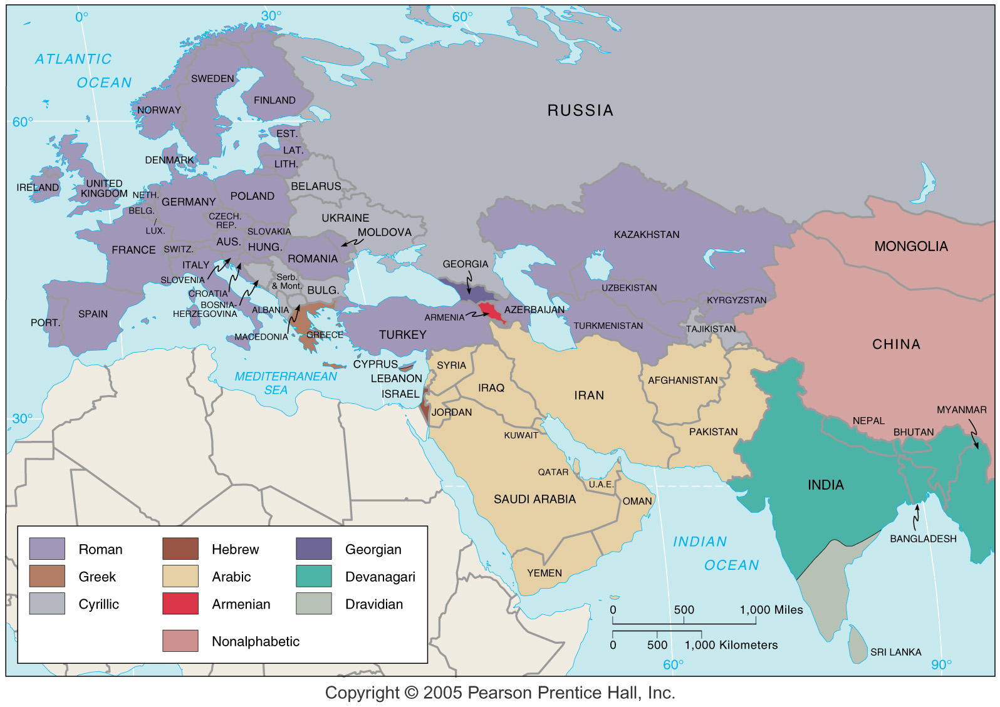 0°
30°
60°
ATLANTIC
OCEAN
SWEDEN
FINLAND
NORWAY
RUSSIA
60°
EST.
LAT.
DENMARK
LITH.
IRELAND
UNITED
KINGDOM
NETH.
BELARUS
POLAND
GERMANY
BELG.
CZECH.
REP.
UKRAINE
LUX.
SLOVAKIA
MOLDOVA
KAZAKHSTAN
AUS.
HUNG.
FRANCE
SWITZ.
ROMANIA
MONGOLIA
ITALY
GEORGIA
SLOVENIA
Serb.
& Mont.
BULG.
UZBEKISTAN
CROATIA
KYRGYZSTAN
BOSNIA-
HERZEGOVINA
ALBANIA
SPAIN
PORT.
ARMENIA
AZERBAIJAN
TURKMENISTAN
TAJIKISTAN
MACEDONIA
GREECE
TURKEY
CHINA
CYPRUS
SYRIA
MEDITERRANEAN
SEA
LEBANON
AFGHANISTAN
ISRAEL
IRAQ
IRAN
JORDAN
MYANMAR
30°
KUWAIT
PAKISTAN
NEPAL
BHUTAN
QATAR
U.A.E.
INDIA
SAUDI ARABIA
OMAN
INDIAN
OCEAN
BANGLADESH
YEMEN
Roman
Hebrew
Georgian
Greek
Arabic
Devanagari
Cyrillic
Armenian
Dravidian
Nonalphabetic
0 500 1,000 Miles
0 500 1,000 Kilometers
SRI LANKA
60°
90°
Copyright © 2005 Pearson Prentice Hall, Inc.